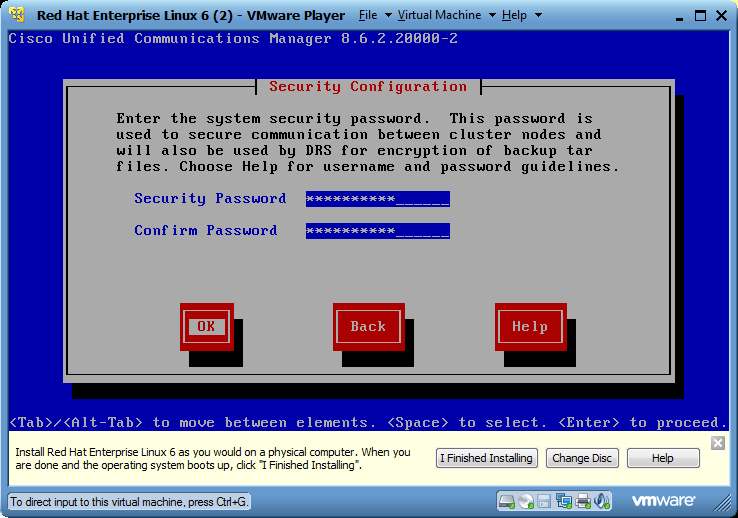 Red Hat Enterprise Linux 6 (2) - VMware Player File Virtual Machine Help
Cisco Unified Communications Manager 8.6.2.20000-2
Security Configuration
Enter the system security password. This password is
used to secure communication between cluster nodes and
will also be used by DRS for encryption of backup tar
files. Choose Help for username and password guidelines.
Security Password **********______
Confirm Password **********______
OK Back Help
<Tab>/<Alt-Tab> to move between elements. <Space> to select. <Enter> to proceed.
Install Red Hat Enterprise Linux 6 as you would on a physical computer. When you
are done and the operating system boots up, click "I Finished Installing".
I Finished Installing Change Disc Help
To direct input to this virtual machine, press Ctrl+G.
vmware